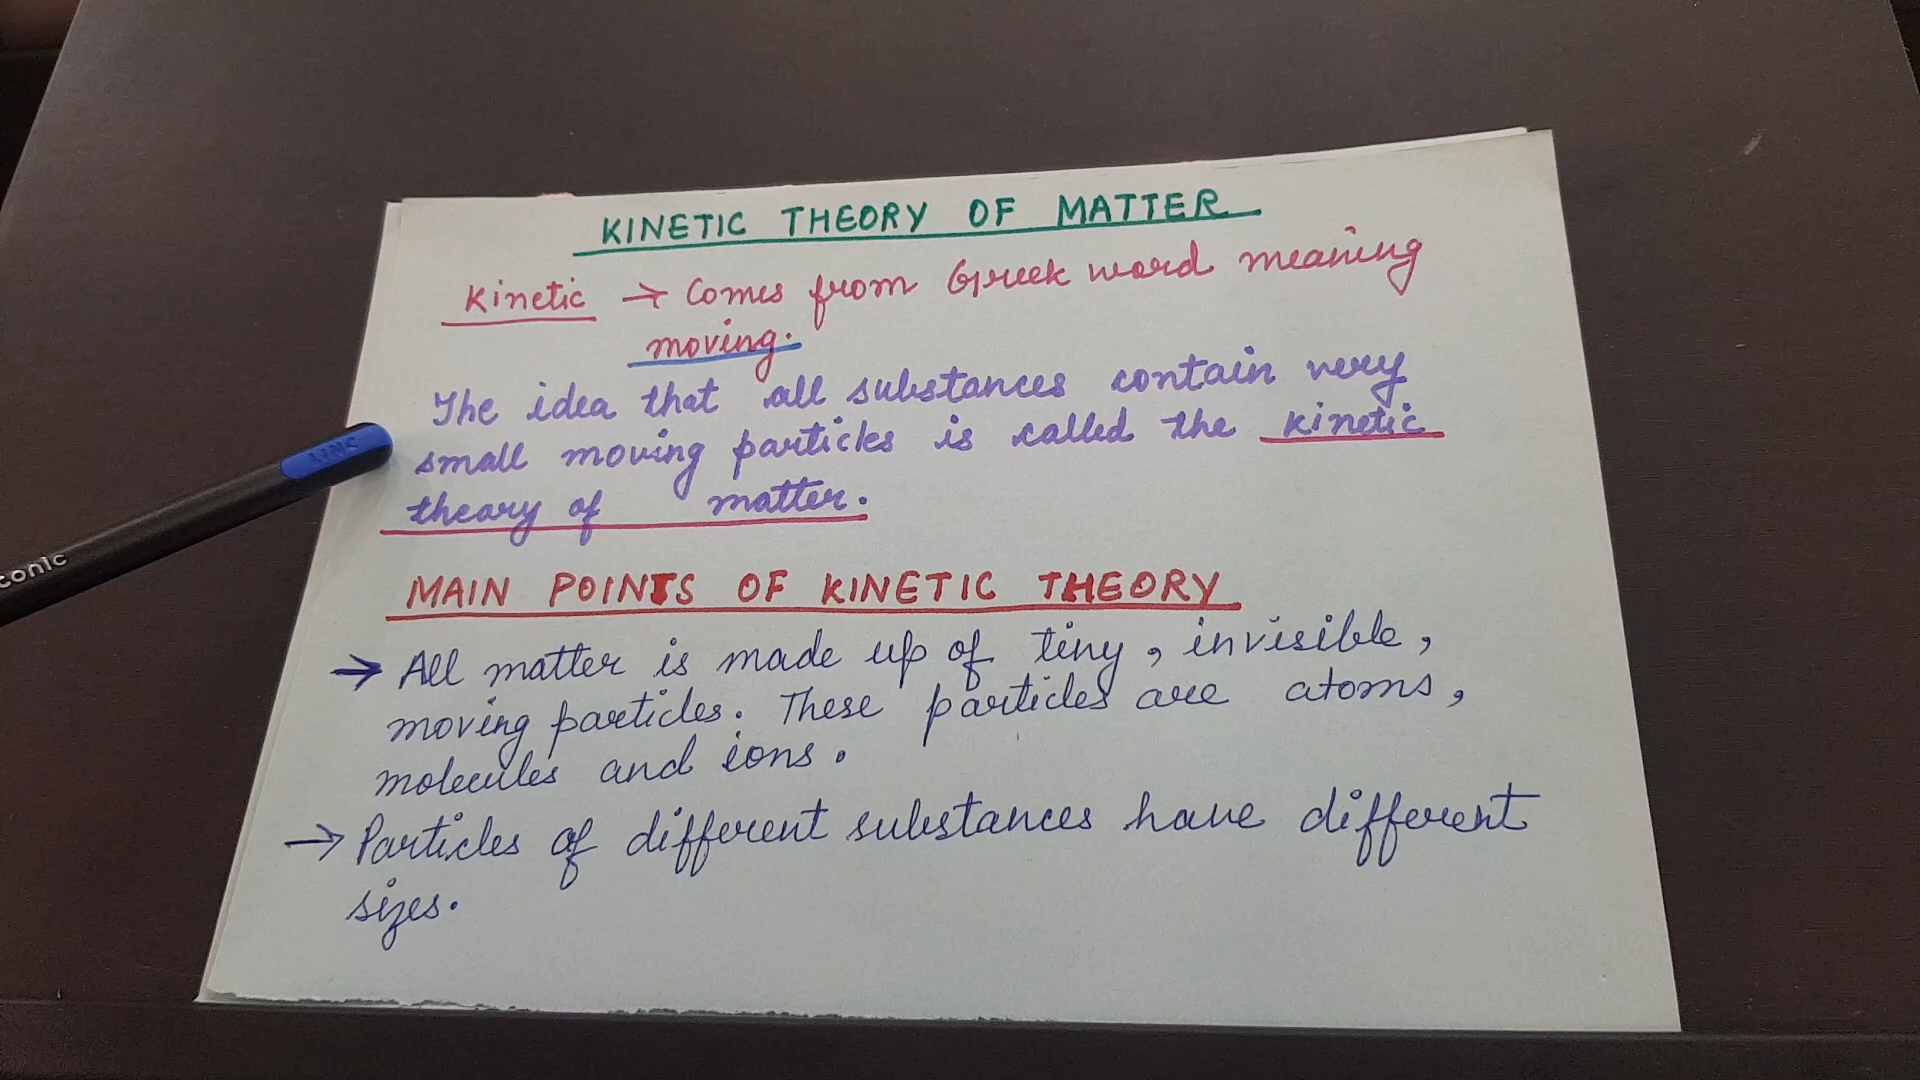 KINETIC THEORY OF MATTER
Kinetic → Comes from Greek word meaning
moving.
The idea that all substances contain very
small moving particles is called the kinetic
theory of matter.
MAIN POINTS OF KINETIC THEORY
→ All matter is made up of tiny, invisible,
moving particles. These particles are atoms,
molecules and ions.
→ Particles of different substances have different
sizes.
conic